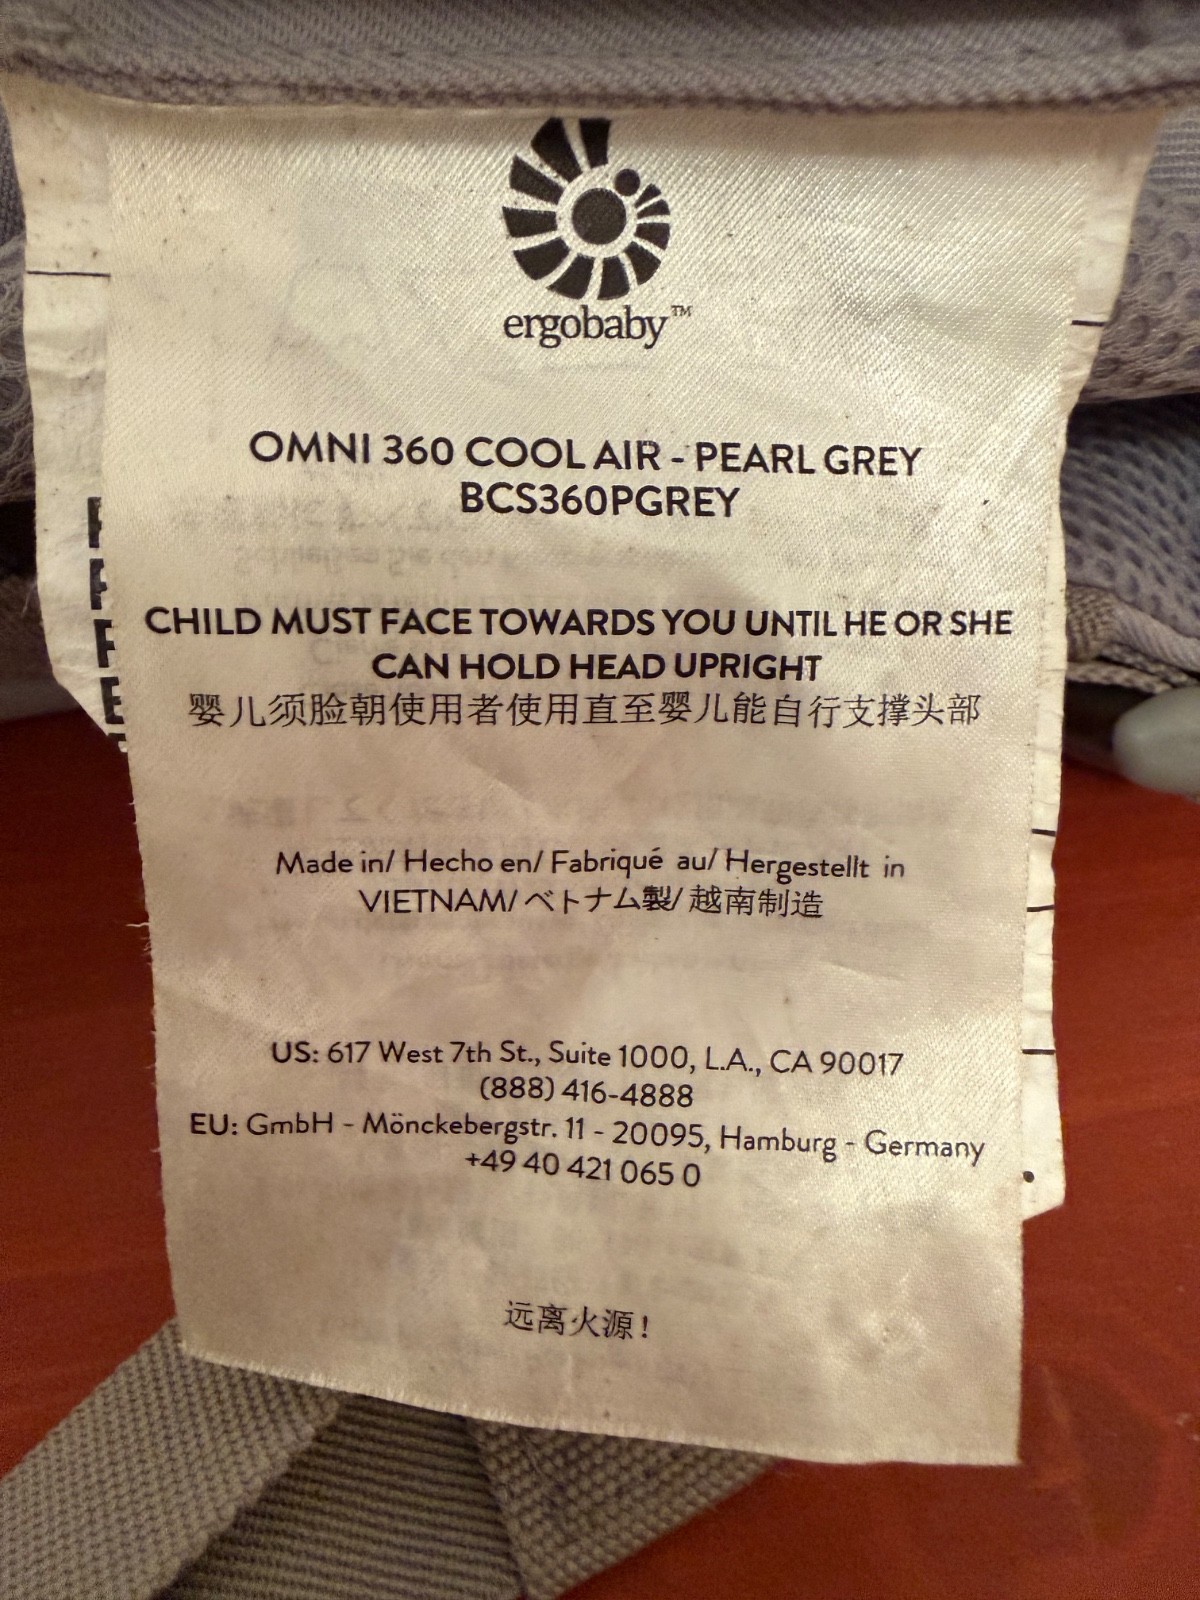 ergobaby™
OMNI 360 COOL AIR - PEARL GREY
BCS360PGREY
CHILD MUST FACE TOWARDS YOU UNTIL HE OR SHE
CAN HOLD HEAD UPRIGHT
婴儿须脸朝使用者使用直至婴儿能自行支撑头部
Made in/ Hecho en/ Fabriqué au/ Hergestellt in
VIETNAM/ ベトナム製/ 越南制造
US: 617 West 7th St., Suite 1000, L.A., CA 90017
(888) 416-4888
EU: GmbH - Mönckebergstr. 11 - 20095, Hamburg - Germany
+49 40 421 065 0
远离火源!